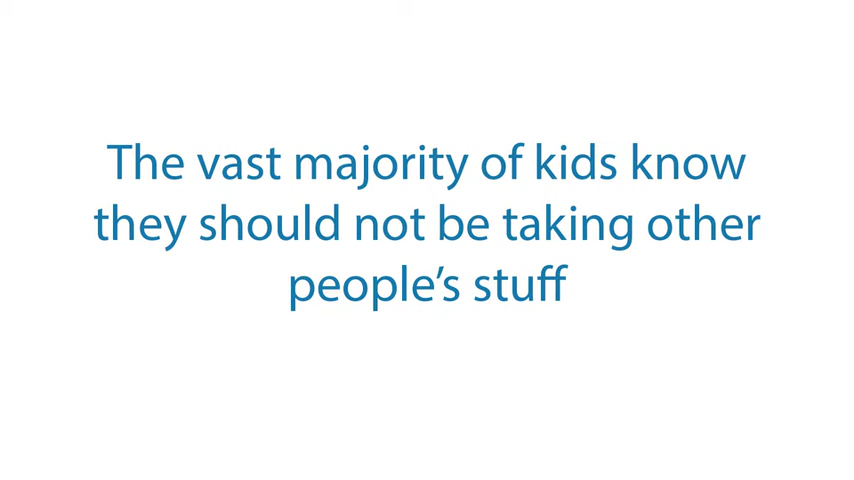 The vast majority of kids know
they should not be taking other
people’s stuff